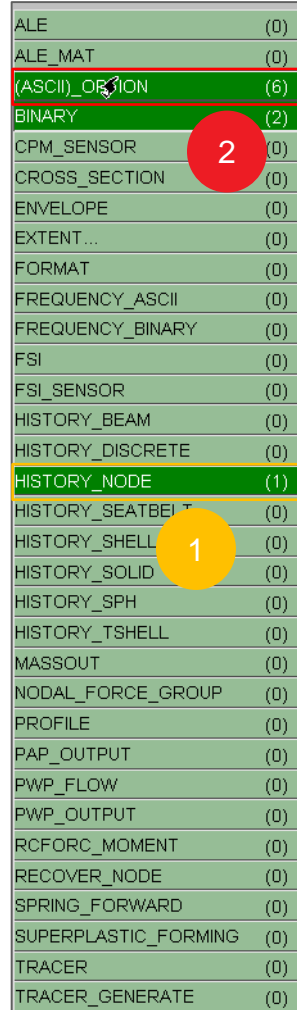 ALE (0)
ALE_MAT (0)
(ASCII)_OPTION (6)
BINARY (2)
CPM_SENSOR (0)
2
CROSS_SECTION (0)
ENVELOPE (0)
EXTENT... (0)
FORMAT (0)
FREQUENCY_ASCII (0)
FREQUENCY_BINARY (0)
FSI (0)
FSI_SENSOR (0)
HISTORY_BEAM (0)
HISTORY_DISCRETE (0)
HISTORY_NODE (1)
HISTORY_SEATBELT (0)
HISTORY_SHELL (0)
1
HISTORY_SOLID (0)
HISTORY_SPH (0)
HISTORY_TSHELL (0)
MASSOUT (0)
NODAL_FORCE_GROUP (0)
PROFILE (0)
PAP_OUTPUT (0)
PWP_FLOW (0)
PWP_OUTPUT (0)
RCFORC_MOMENT (0)
RECOVER_NODE (0)
SPRING_FORWARD (0)
SUPERPLASTIC_FORMING (0)
TRACER (0)
TRACER_GENERATE (0)